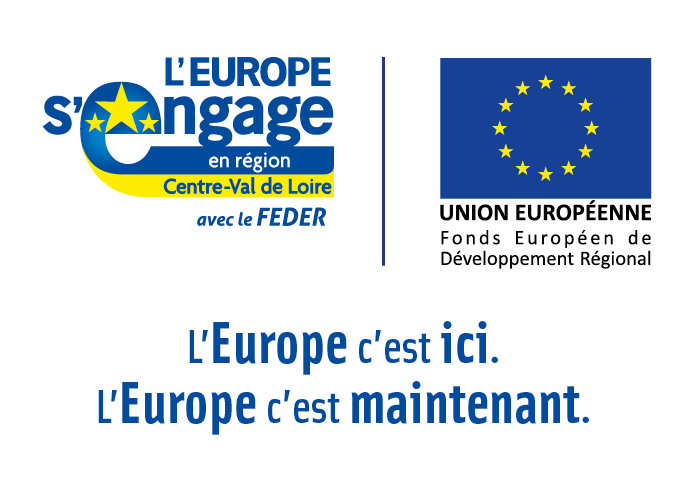 L'EUROPE
s'engage
en région
Centre-Val de Loire
avec le FEDER
UNION EUROPÉENNE
Fonds Européen de
Développement Régional
L'Europe c'est ici.
L'Europe c'est maintenant.